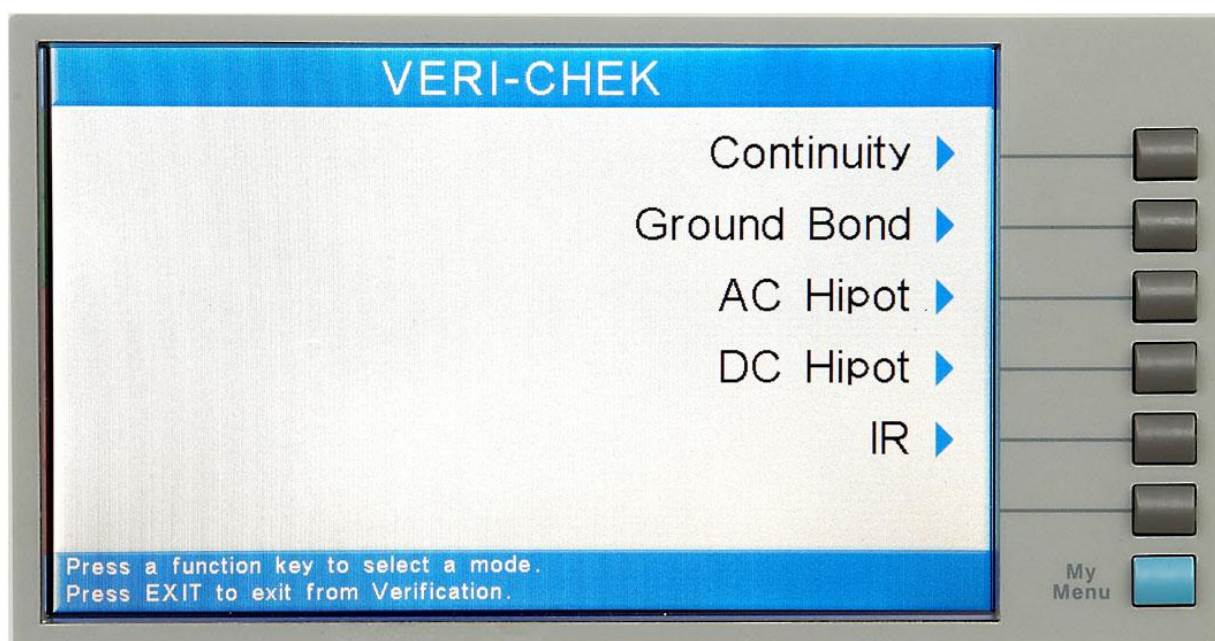 VERI-CHEK
Continuity
Ground Bond
AC Hipot
DC Hipot
IR
Press a function key to select a mode.
Press EXIT to exit from Verification.
My
Menu